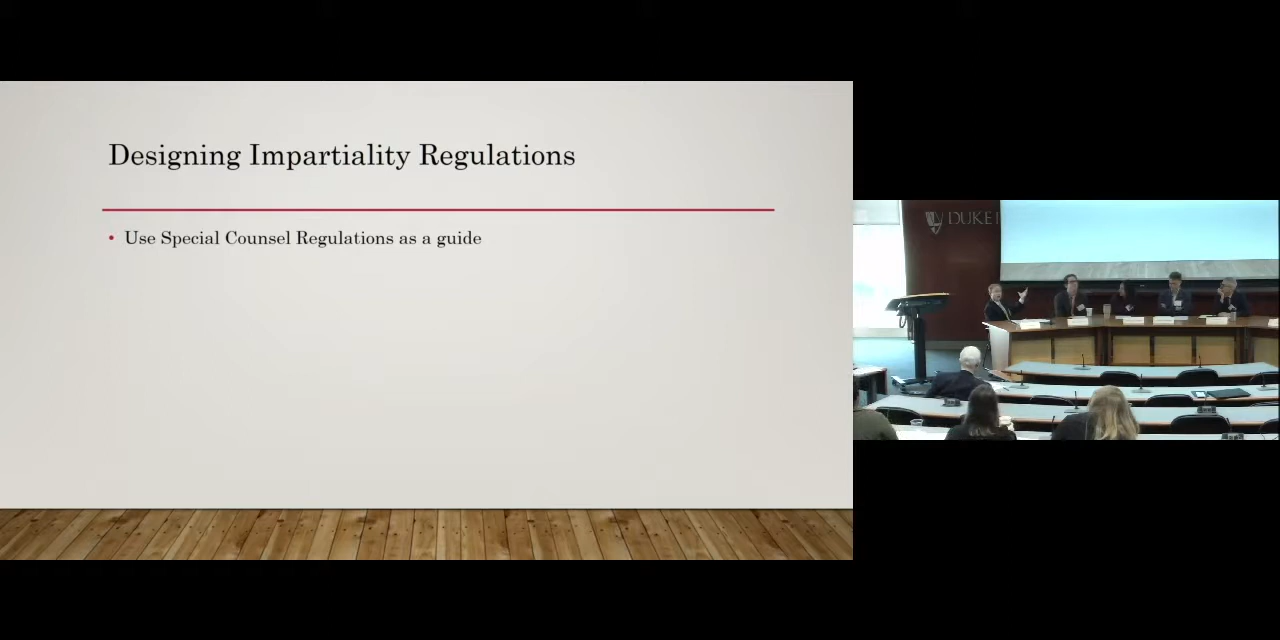 Designing Impartiality Regulations
• Use Special Counsel Regulations as a guide
DUKE